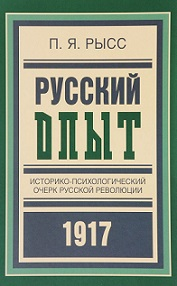 П. Я. РЫСС
РУССКИЙ
ОПЫТ
ИСТОРИКО-ПСИХОЛОГИЧЕСКИЙ
ОЧЕРК РУССКОЙ РЕВОЛЮЦИИ
1917